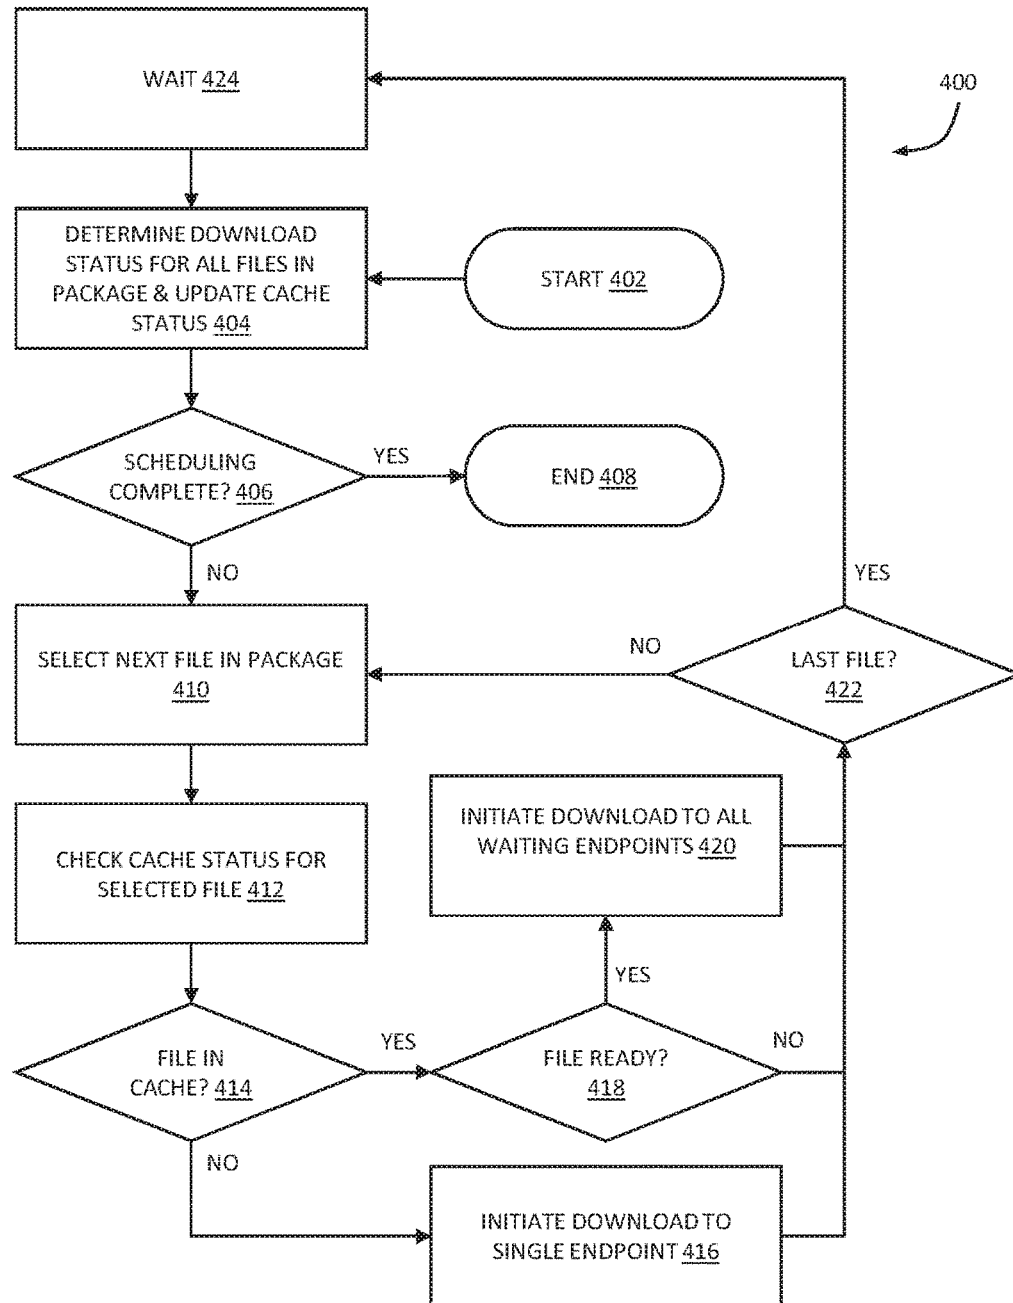 WAIT 424
400
DETERMINE DOWNLOAD
STATUS FOR ALL FILES IN
PACKAGE & UPDATE CACHE
STATUS 404
START 402
SCHEDULING
COMPLETE? 406
YES
END 408
NO
YES
SELECT NEXT FILE IN PACKAGE
410
NO
LAST FILE?
422
INITIATE DOWNLOAD TO ALL
WAITING ENDPOINTS 420
CHECK CACHE STATUS FOR
SELECTED FILE 412
YES
FILE IN
CACHE? 414
YES
FILE READY?
418
NO
NO
INITIATE DOWNLOAD TO
SINGLE ENDPOINT 416